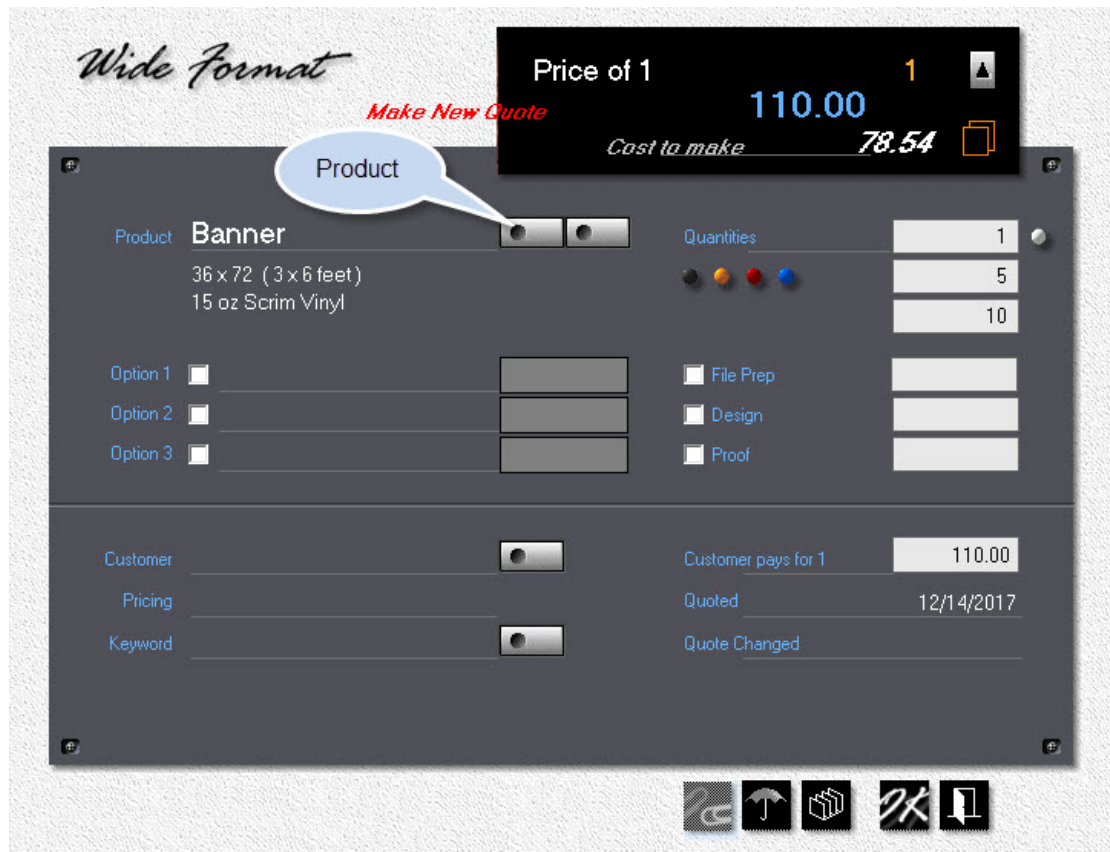 Wide Format
Price of 1 1
110.00
Make New Quote
Cost to make 78.54
Product
Product Banner
36 x 72 ( 3 x 6 feet )
15 oz Scrim Vinyl
Quantities 1
5
10
Option 1
Option 2
Option 3
File Prep
Design
Proof
Customer
Pricing
Keyword
Customer pays for 1 110.00
Quoted 12/14/2017
Quote Changed
OK